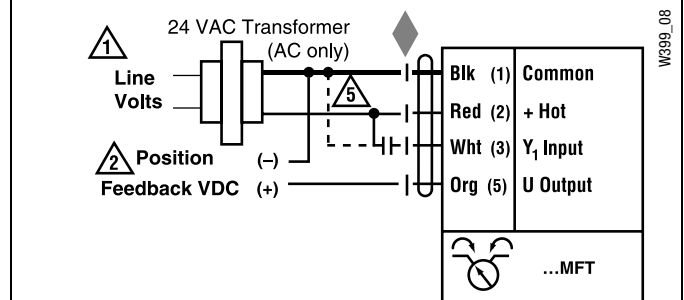 24 VAC Transformer
(AC only)
1
Line
Volts
5
2 Position (–)
Feedback VDC (+)
Blk (1) Common
Red (2) + Hot
Wht (3) Y1 Input
Org (5) U Output
...MFT
W399_08